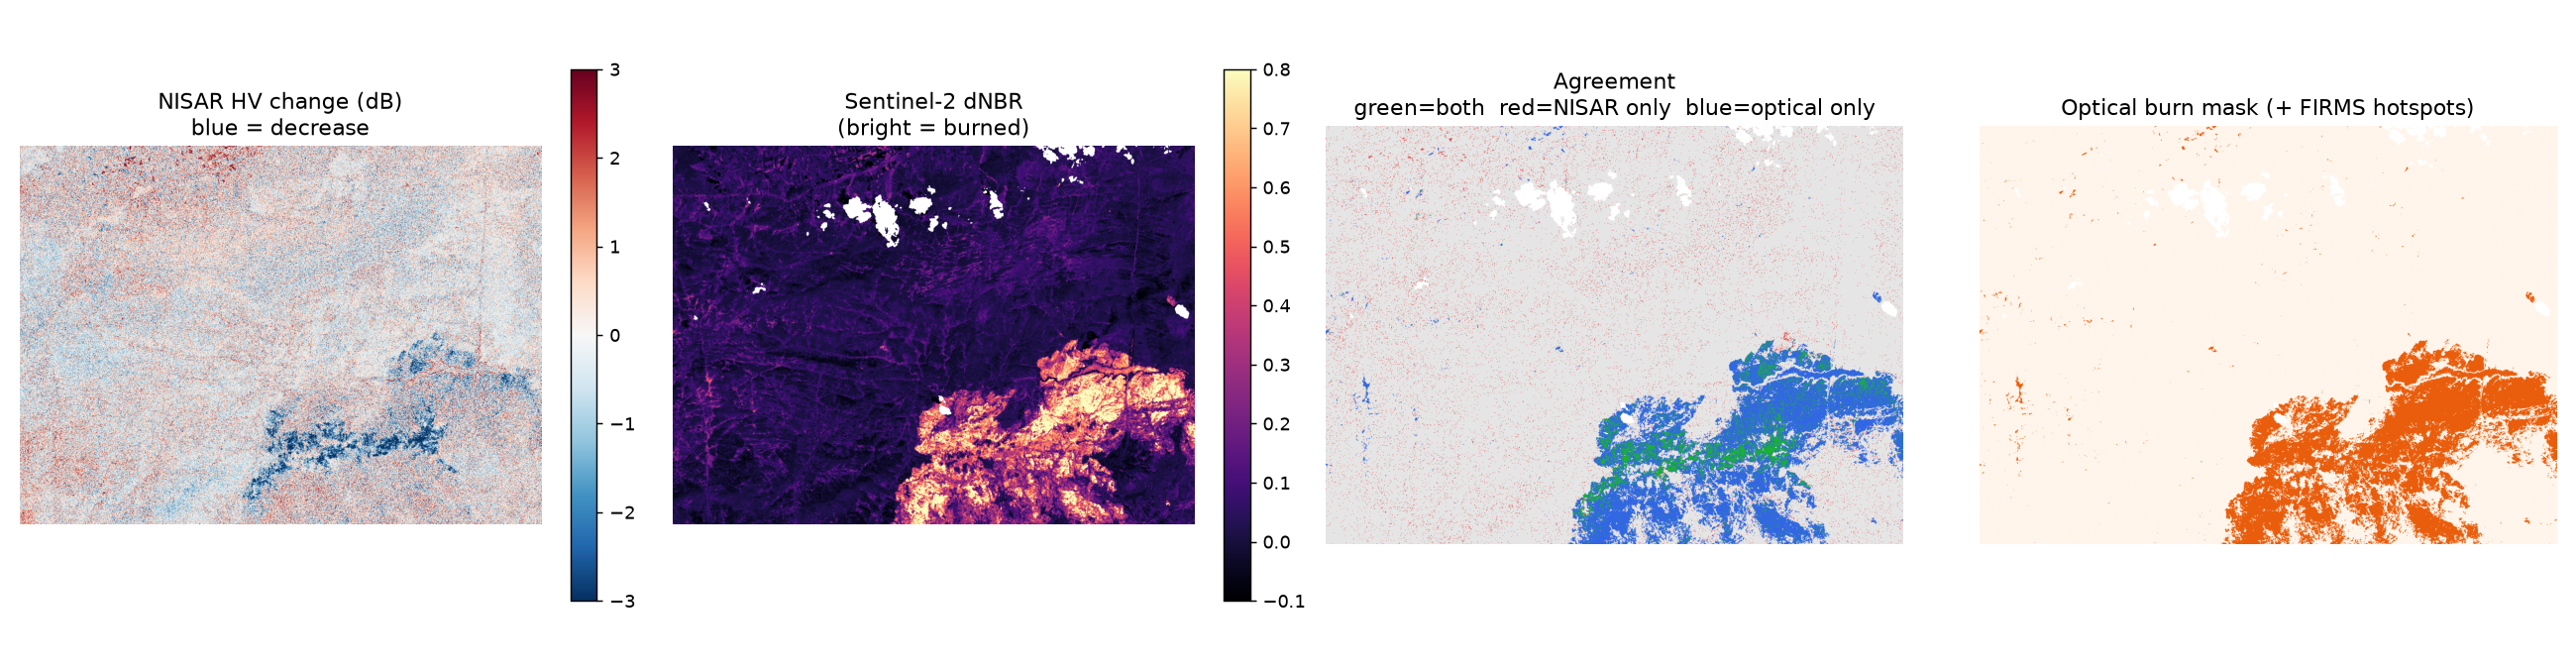 NISAR HV change (dB)
blue = decrease
3
2
1
0
−1
−2
−3
Sentinel-2 dNBR
(bright = burned)
0.8
0.7
0.6
0.5
0.4
0.3
0.2
0.1
0.0
−0.1
Agreement
green=both  red=NISAR only  blue=optical only
Optical burn mask (+ FIRMS hotspots)